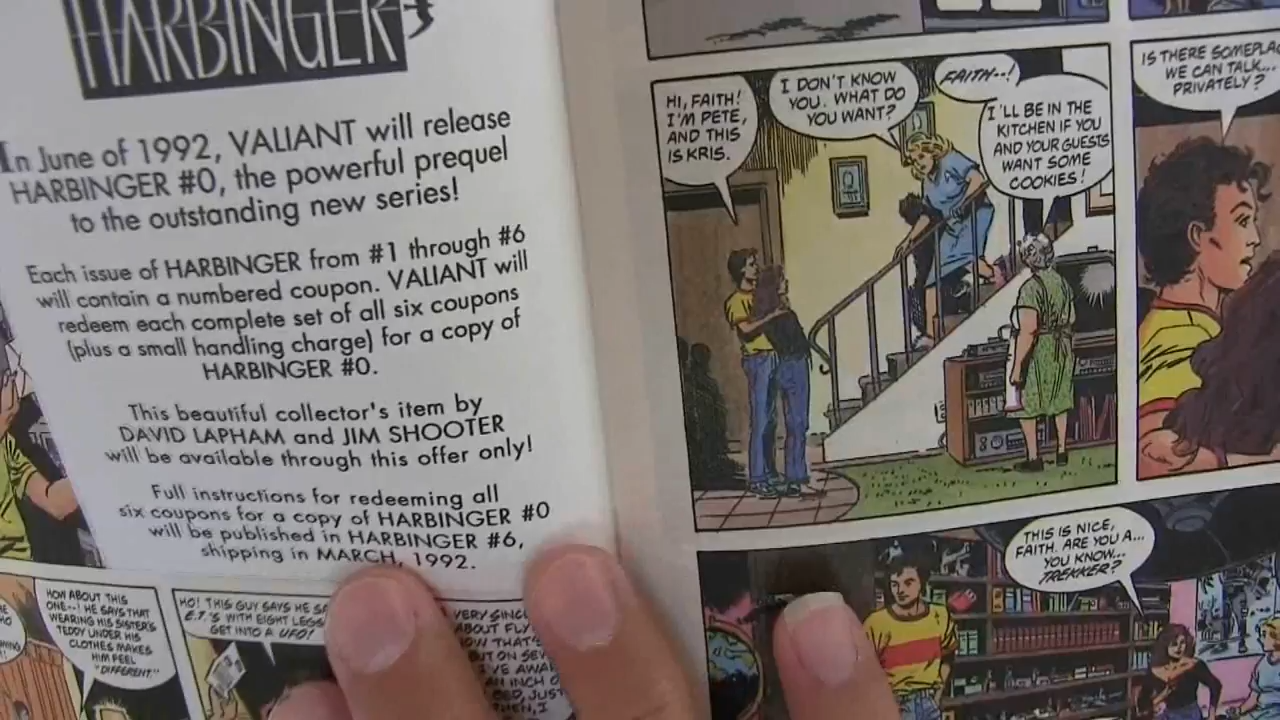 HARBINGER
In June of 1992, VALIANT will release
HARBINGER #0, the powerful prequel
to the outstanding new series!
Each issue of HARBINGER from #1 through #6
will contain a numbered coupon. VALIANT will
redeem each complete set of all six coupons
(plus a small handling charge) for a copy of
HARBINGER #0.
This beautiful collector's item by
DAVID LAPHAM and JIM SHOOTER
will be available through this offer only!
Full instructions for redeeming all
six coupons for a copy of HARBINGER #0
will be published in HARBINGER #6,
shipping in MARCH, 1992.
HOW ABOUT THIS
ONE--! HE SAYS THAT
WEARING HIS SISTER'S
TEDDY UNDER HIS
CLOTHES MAKES
HIM FEEL
"DIFFERENT."
HO! THIS GUY SAYS HE
E.T.'S WITH EIGHT LEGS
GET INTO A UFO!
VERY
ABOUT
THAT'S
BUT ON
I'VE
INCH
JUST
I
HI, FAITH!
I'M PETE,
AND THIS
IS KRIS.
I DON'T KNOW
YOU. WHAT DO
YOU WANT?
FAITH--!
I'LL BE IN THE
KITCHEN IF YOU
AND YOUR GUESTS
WANT SOME
COOKIES!
IS THERE
WE CAN TALK...
PRIVATELY?
THIS IS NICE,
FAITH. ARE YOU A...
YOU KNOW...
TREKKER?